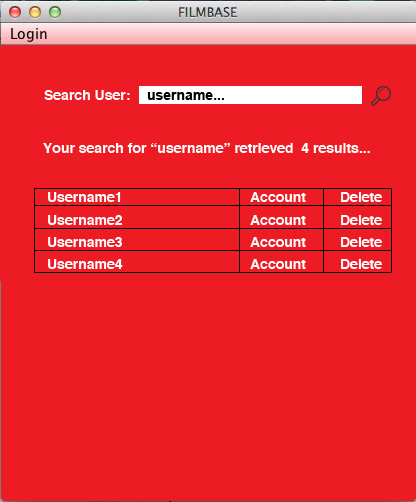 FILMBASE
Login
Search User: username...
Your search for “username” retrieved 4 results...
Username1 Account Delete
Username2 Account Delete
Username3 Account Delete
Username4 Account Delete